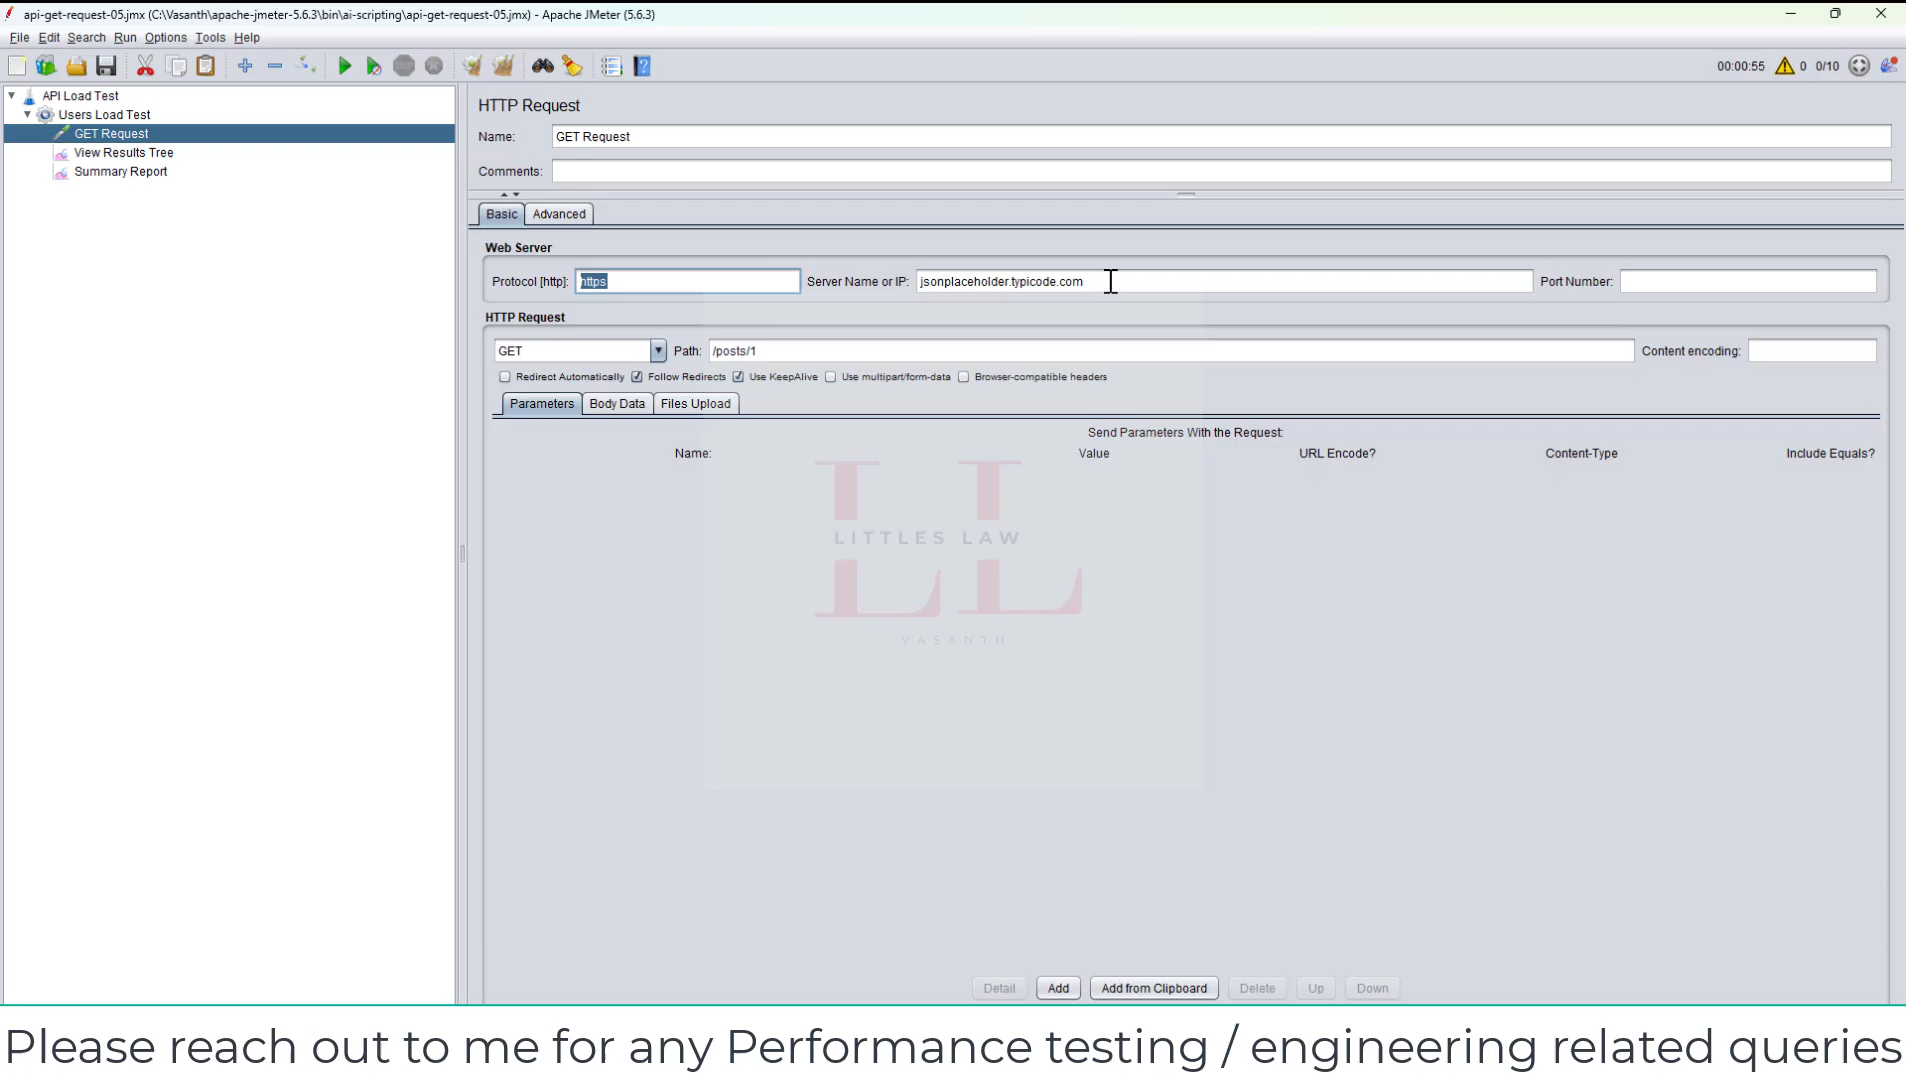 api-get-request-05.jmx (C:\Vasanth\apache-jmeter-5.6.3\bin\ai-scripting\api-get-request-05.jmx) - Apache JMeter (5.6.3)
File Edit Search Run Options Tools Help
00:00:55 0 0/10
API Load Test
Users Load Test
GET Request
View Results Tree
Summary Report
HTTP Request
Name: GET Request
Comments:
Basic Advanced
Web Server
Protocol [http]: https Server Name or IP: jsonplaceholder.typicode.com Port Number:
HTTP Request
GET Path: /posts/1 Content encoding:
Redirect Automatically Follow Redirects Use KeepAlive Use multipart/form-data Browser-compatible headers
Parameters Body Data Files Upload
Send Parameters With the Request:
Name: Value URL Encode? Content-Type Include Equals?
LL
LITTLES LAW
VASANTH
Detail Add Add from Clipboard Delete Up Down
Please reach out to me for any Performance testing / engineering related queries